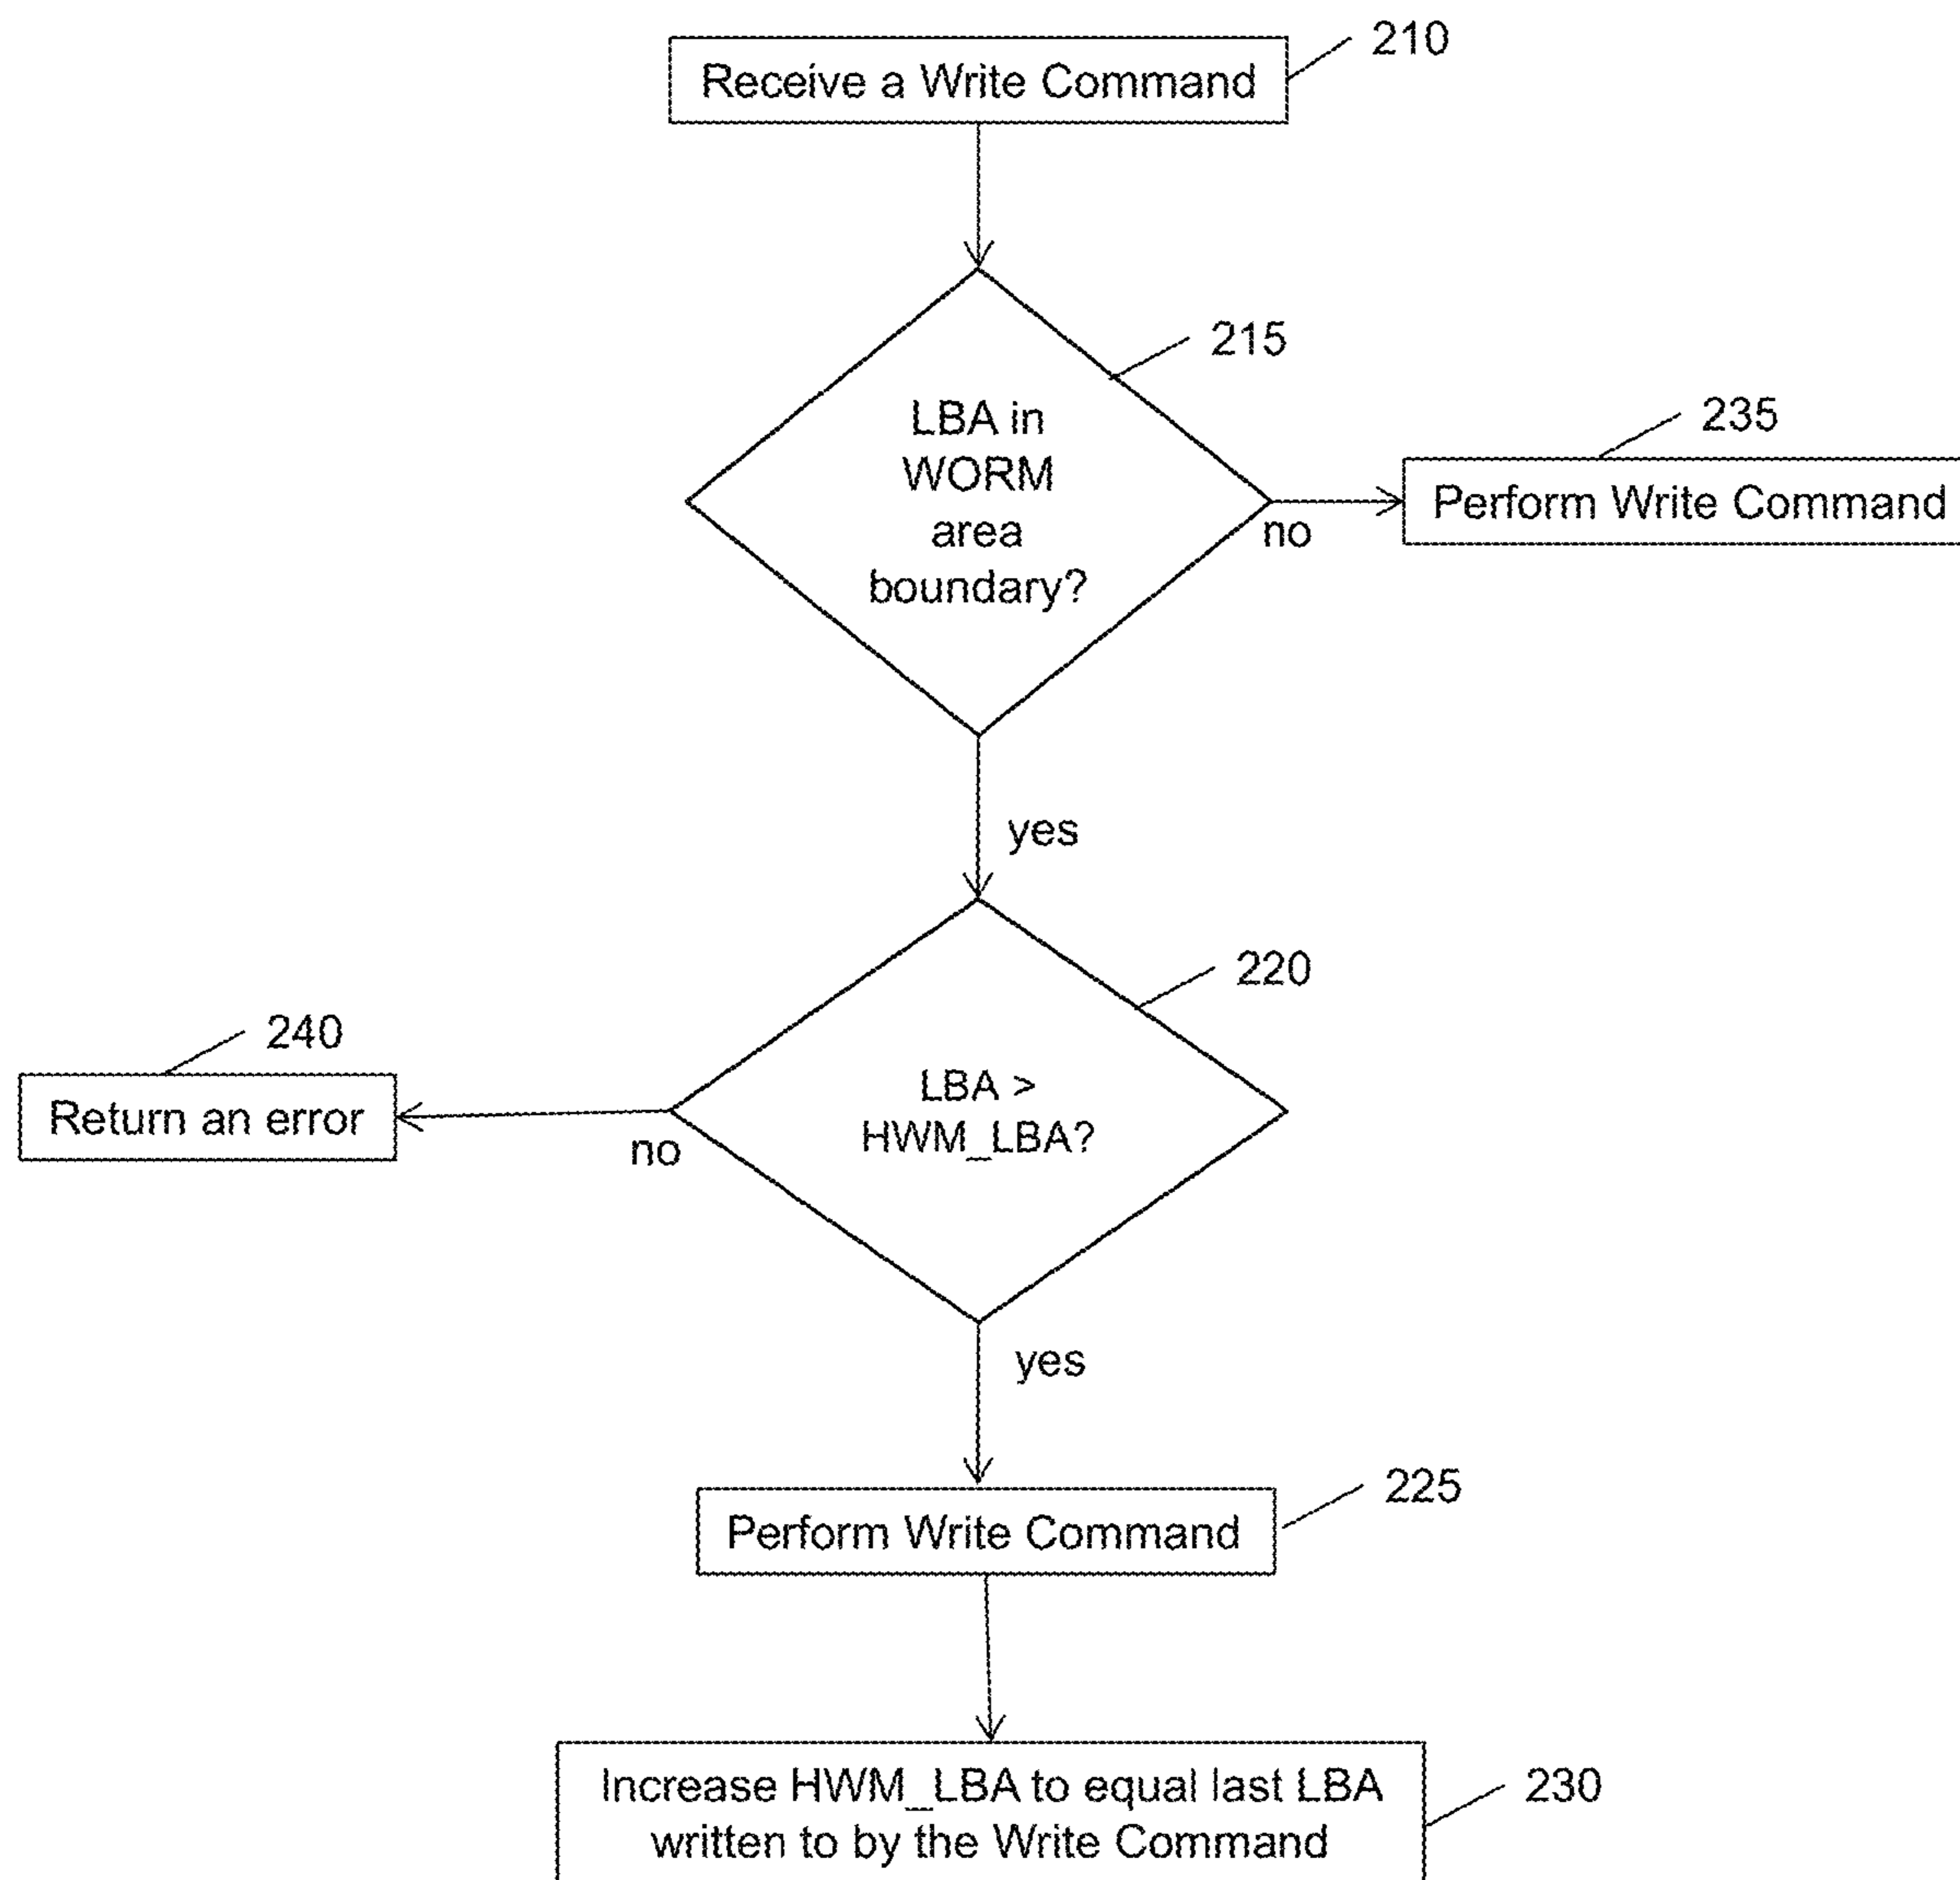 210
Receive a Write Command
215
LBA in
WORM
area
boundary?
235
Perform Write Command
no
yes
220
240
LBA >
HWM_LBA?
Return an error
no
yes
225
Perform Write Command
Increase HWM_LBA to equal last LBA
written to by the Write Command
230